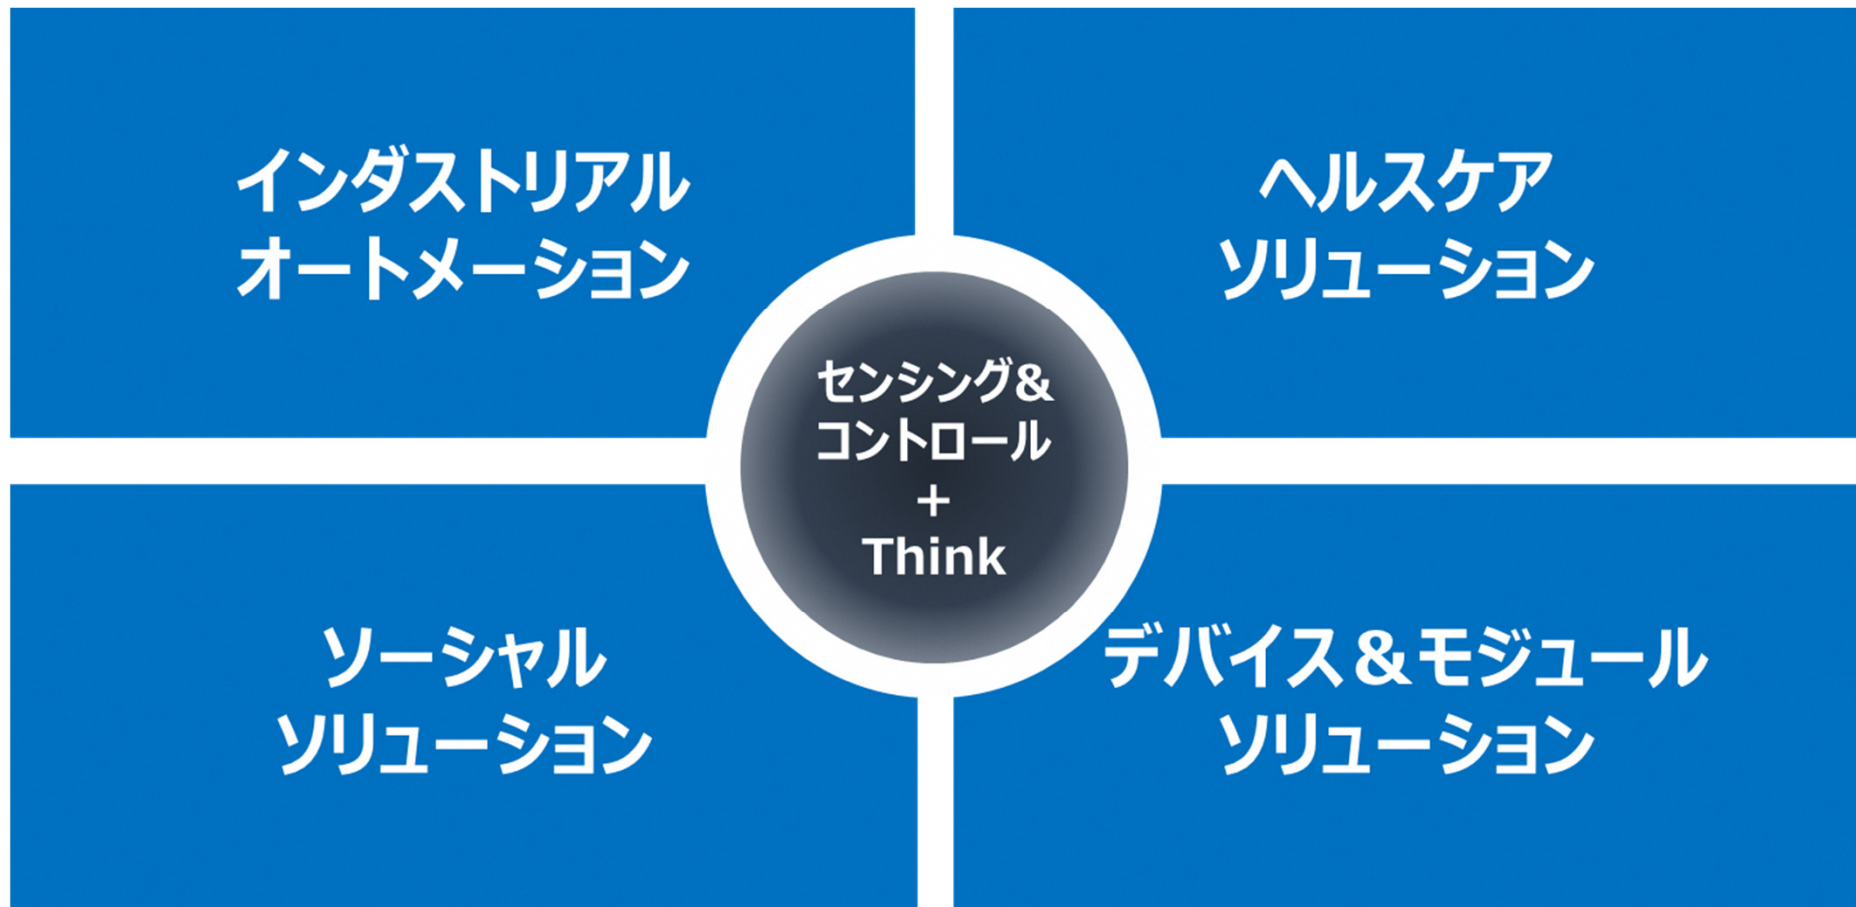 インダストリアル
オートメーション
ヘルスケア
ソリューション
センシング&
コントロール
+
Think
ソーシャル
ソリューション
デバイス&モジュール
ソリューション